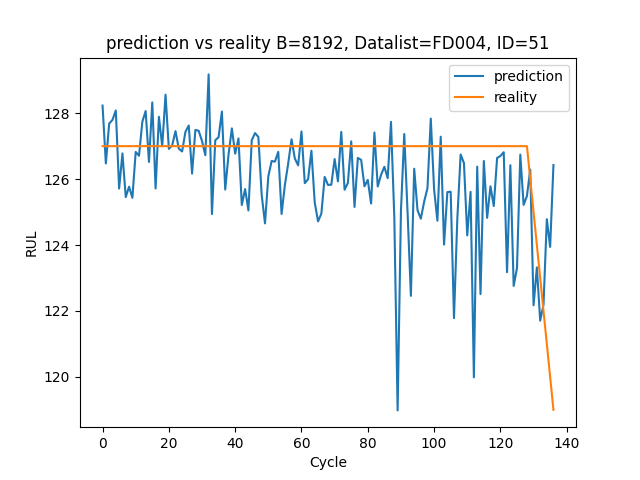 prediction vs reality B=8192, Datalist=FD004, ID=51
prediction
reality
RUL
128
126
124
122
120
0 20 40 60 80 100 120 140
Cycle